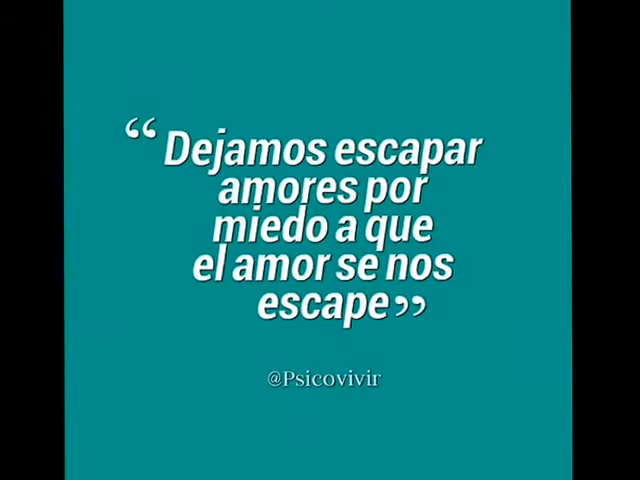 “ Dejamos escapar
amores por
miedo a que
el amor se nos
escape ”
@Psicovivir